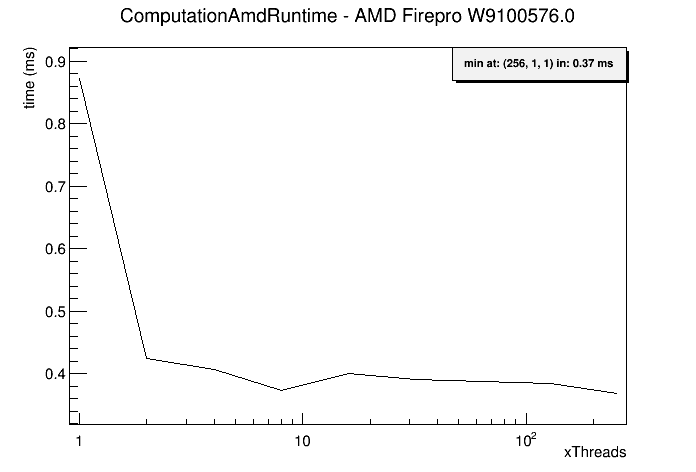 ComputationAmdRuntime - AMD Firepro W9100576.0
min at: (256, 1, 1) in: 0.37 ms
time (ms)
0.9
0.8
0.7
0.6
0.5
0.4
1
10
10²
xThreads